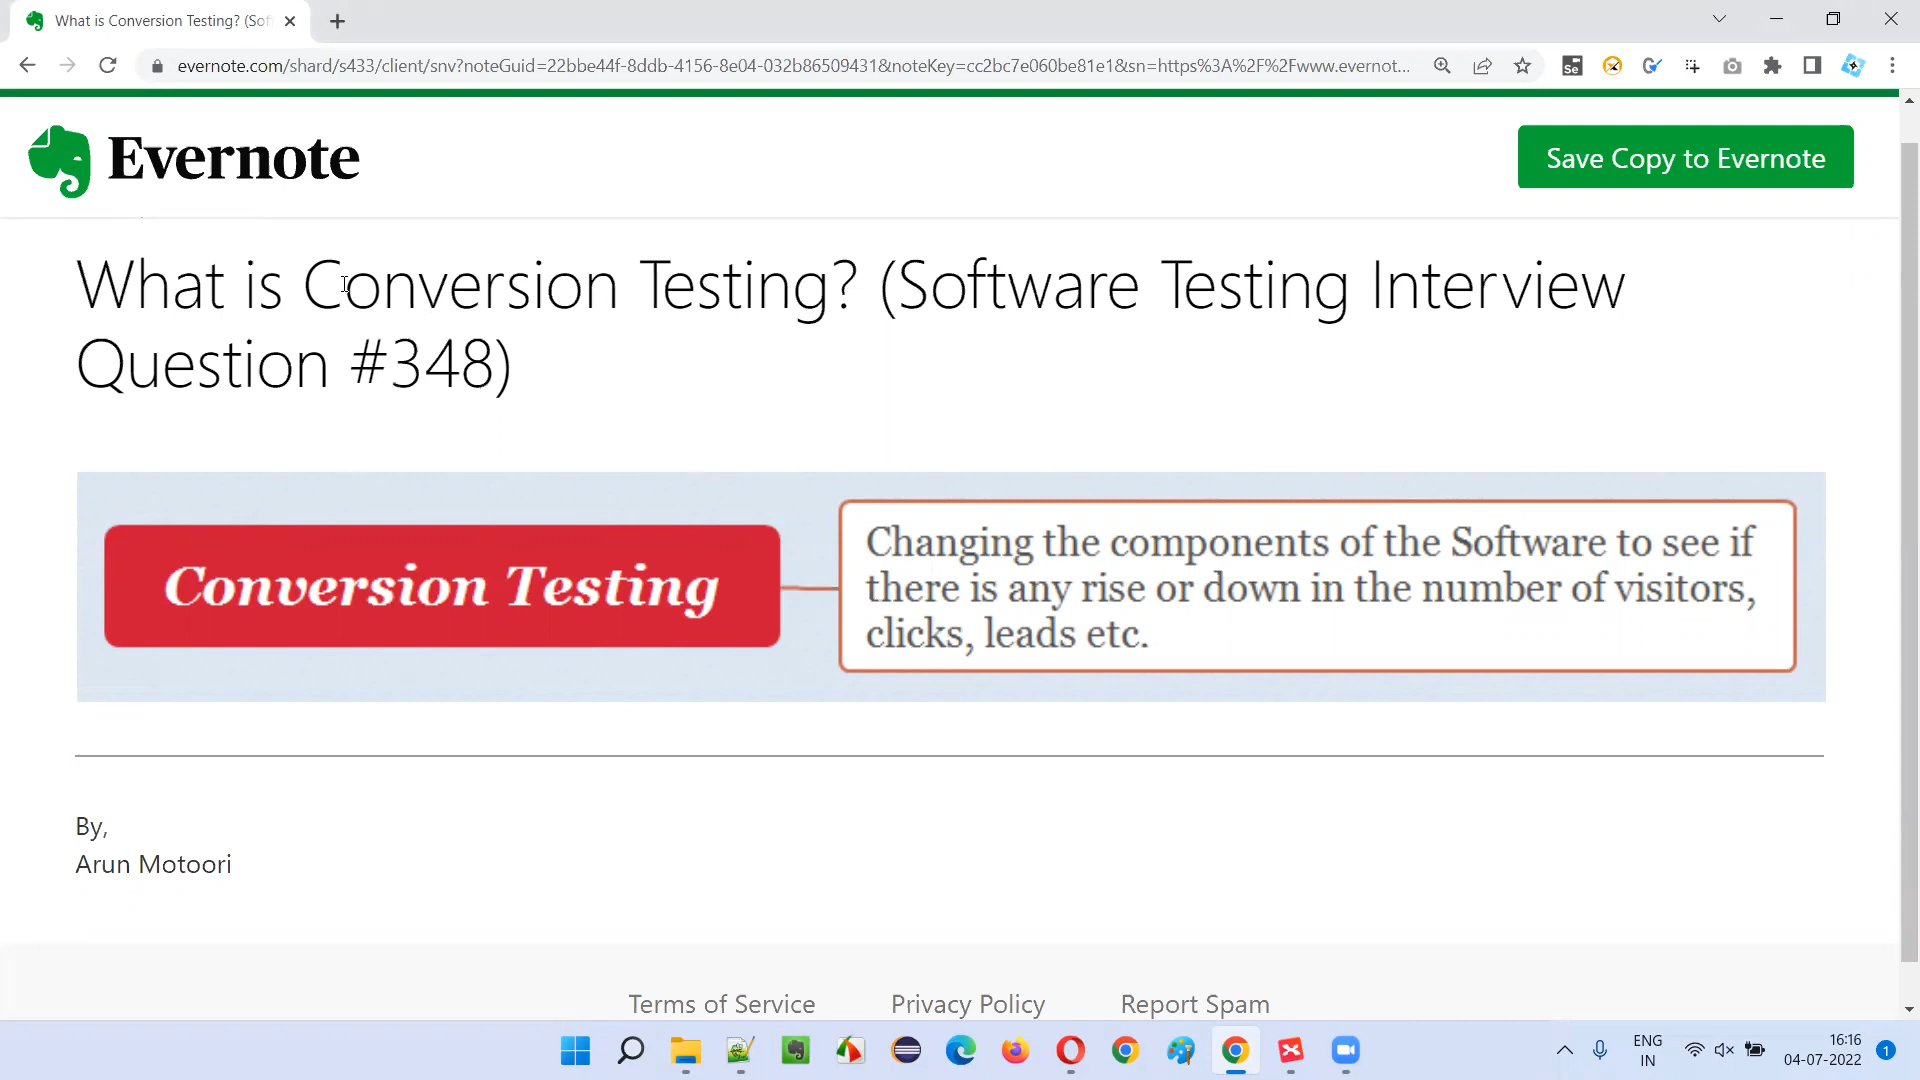 What is Conversion Testing? (Sof
evernote.com/shard/s433/client/snv?noteGuid=22bbe44f-8ddb-4156-8e04-032b86509431&noteKey=cc2bc7e060be81e1&sn=https%3A%2F%2Fwww.evernot...
Se
Evernote
Save Copy to Evernote
What is Conversion Testing? (Software Testing Interview
Question #348)
Conversion Testing
Changing the components of the Software to see if
there is any rise or down in the number of visitors,
clicks, leads etc.
By,
Arun Motoori
Terms of Service Privacy Policy Report Spam
ENG
IN
16:16
04-07-2022
1